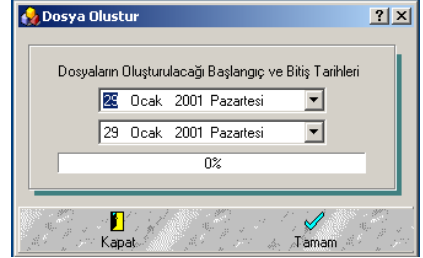 Dosya Olustur
Dosyaların Oluşturulacağı Başlangıç ve Bitiş Tarihleri
29 Ocak 2001 Pazartesi
29 Ocak 2001 Pazartesi
0%
Kapat Tamam